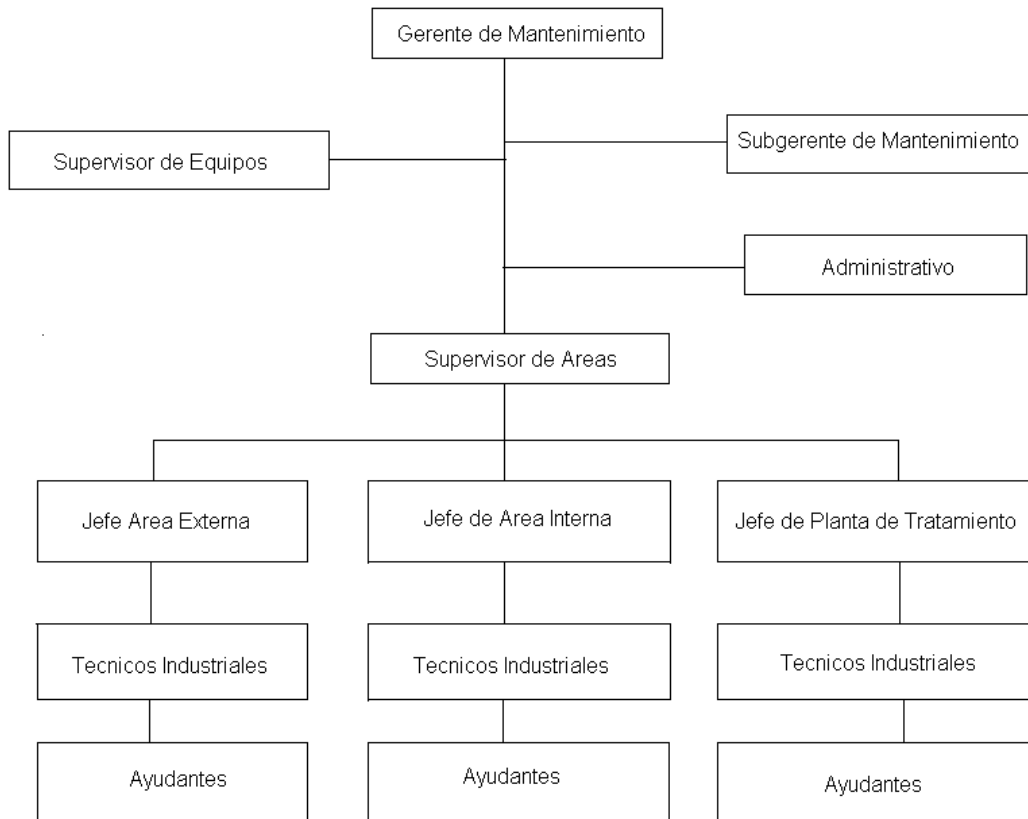 Gerente de Mantenimiento
Subgerente de Mantenimiento
Supervisor de Equipos
Administrativo
Supervisor de Areas
Jefe Area Externa
Jefe de Area Interna
Jefe de Planta de Tratamiento
Tecnicos Industriales
Tecnicos Industriales
Tecnicos Industriales
Ayudantes
Ayudantes
Ayudantes